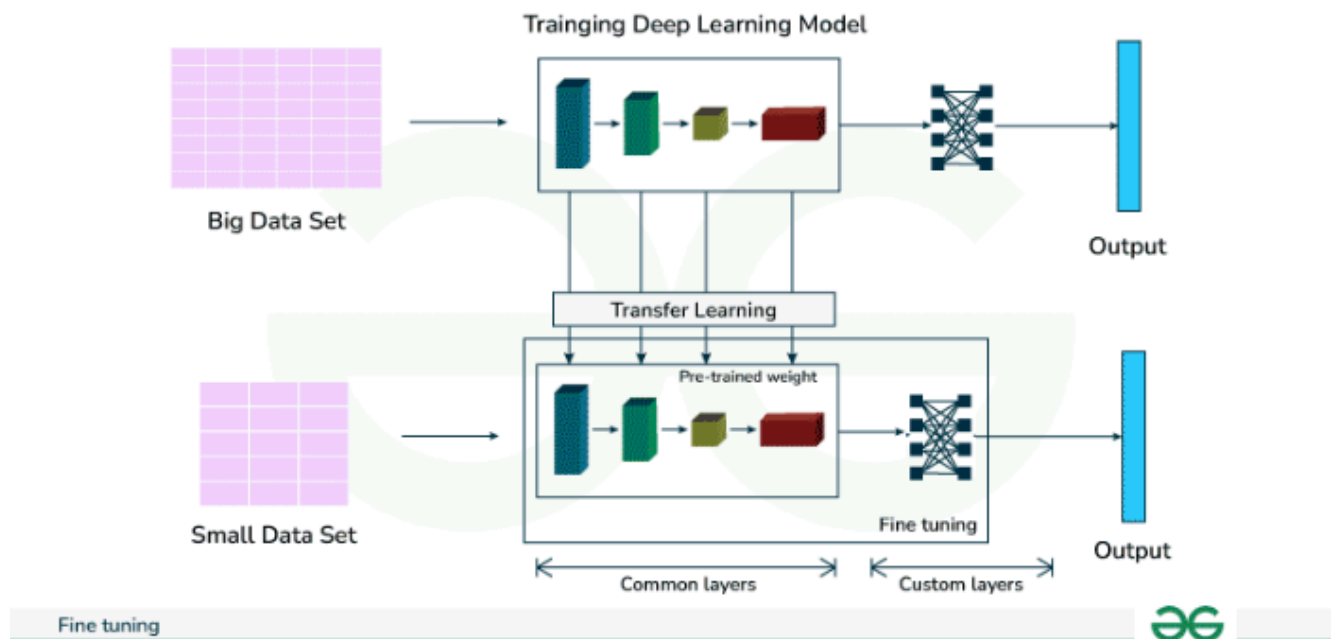 Trainging Deep Learning Model
Big Data Set
Output
Transfer Learning
Pre-trained weight
Small Data Set
Fine tuning
Output
Common layers
Custom layers
Fine tuning